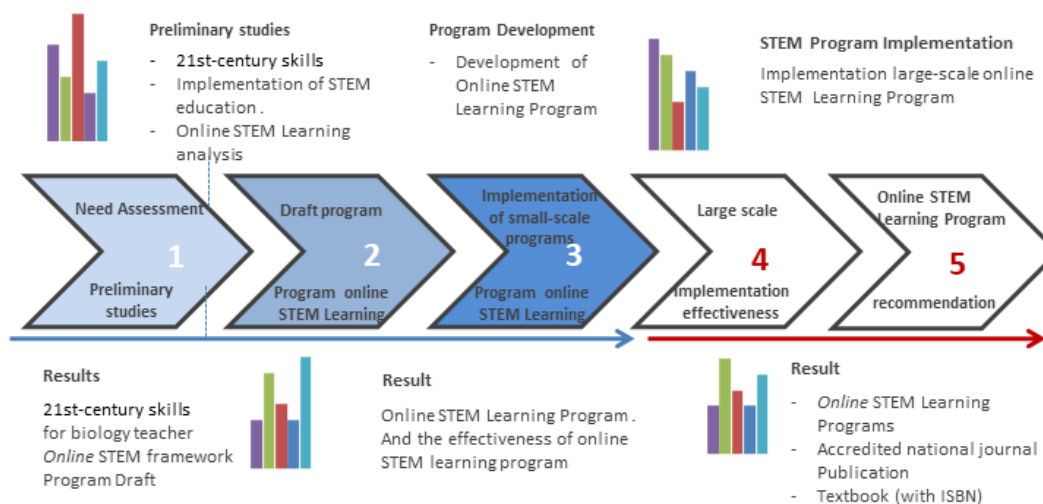 Preliminary studies
- 21st-century skills
- Implementation of STEM
education .
- Online STEM Learning
analysis
Program Development
- Development of
Online STEM
Learning Program
STEM Program Implementation
Implementation large-scale online
STEM Learning Program
Need Assessment
1
Preliminary
studies
Draft program
2
Program online
STEM Learning
Implementation
of small-scale
programs
3
Program online
STEM Learning
Large scale
4
Implementation
effectiveness
Online STEM
Learning Program
5
recommendation
Results
21st-century skills
for biology teacher
Online STEM framework
Program Draft
Result
Online STEM Learning Program .
And the effectiveness of online
STEM learning program
Result
- Online STEM Learning
Programs
- Accredited national journal
Publication
- Textbook (with ISBN)